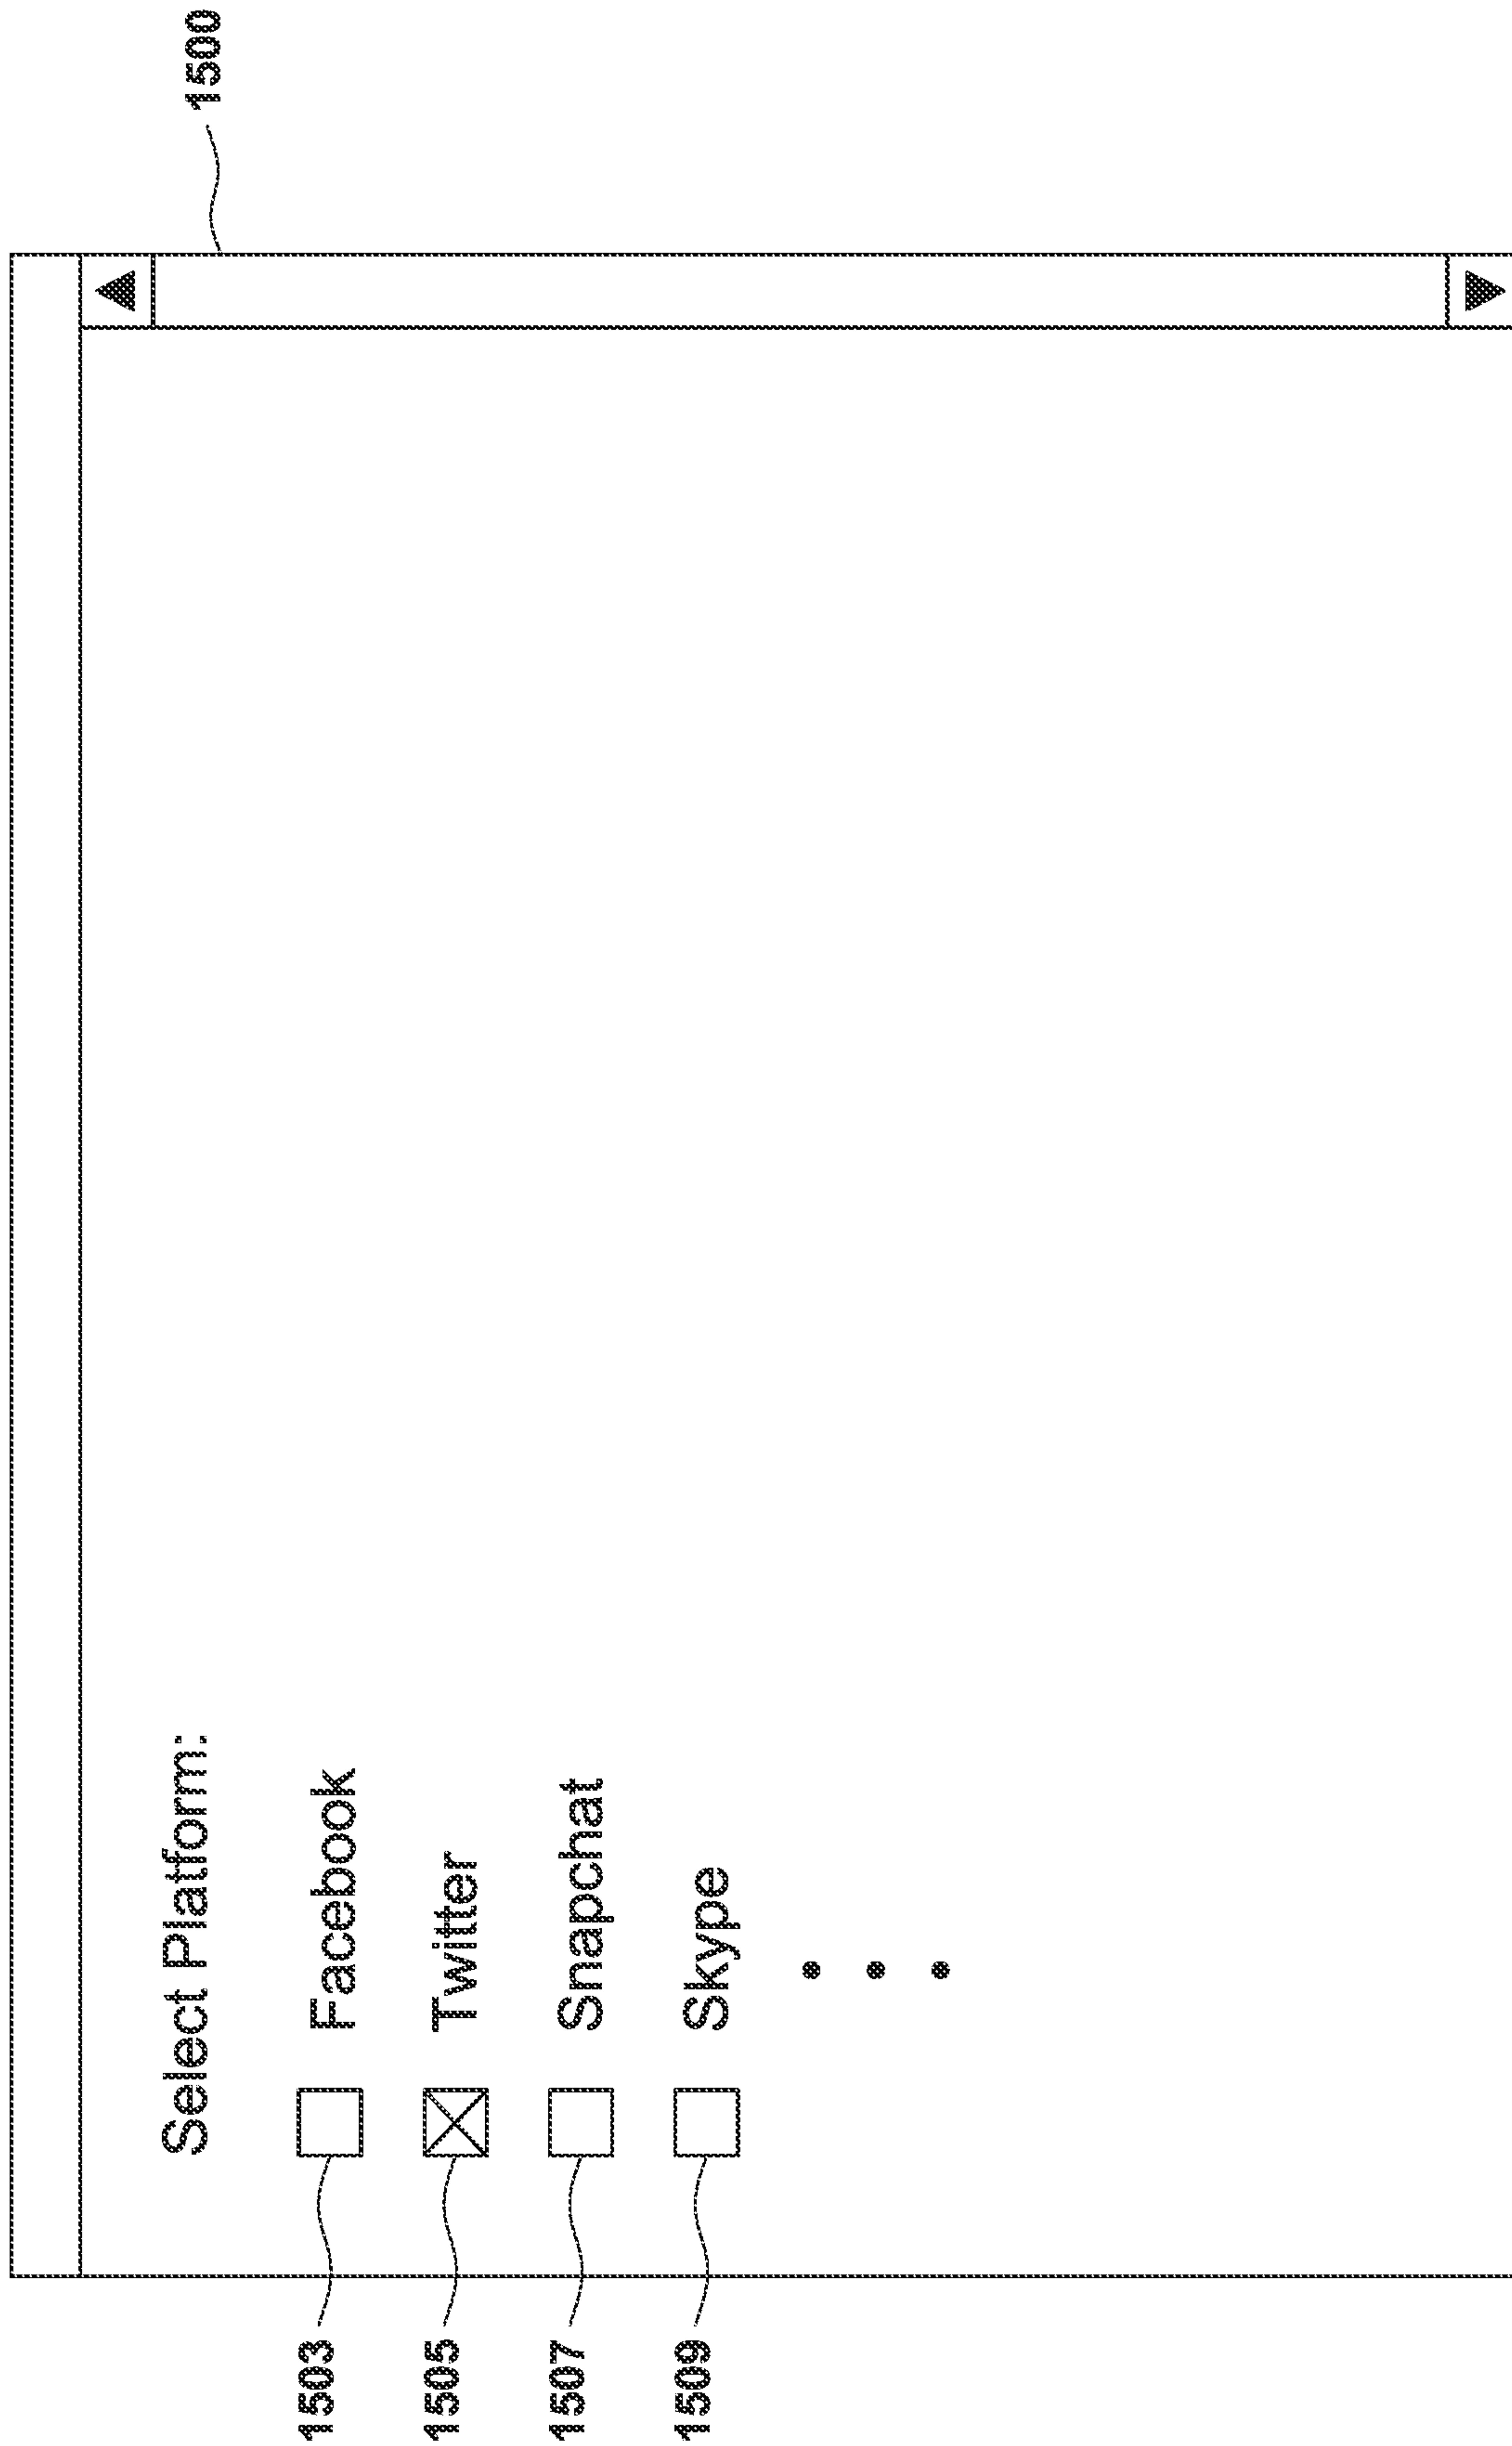 1500
Select Platform:
1503 Facebook
1505 Twitter
1507 Snapchat
1509 Skype